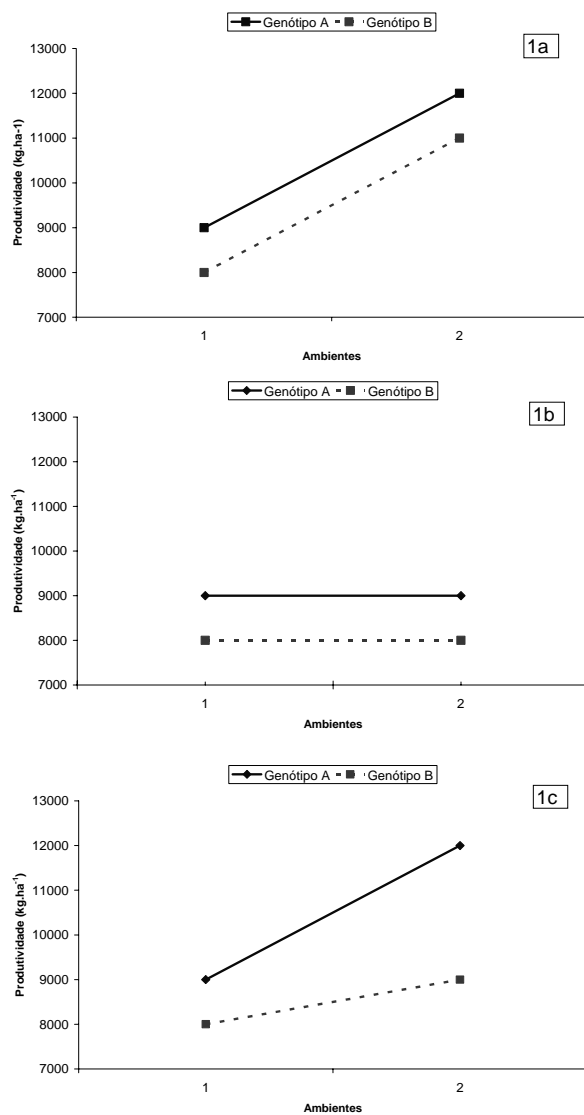 Genótipo A Genótipo B
1a
13000
12000
11000
10000
9000
8000
7000
Produtividade (kg.ha-1)
1 2
Ambientes
Genótipo A Genótipo B
1b
13000
12000
11000
10000
9000
8000
7000
Produtividade (kg.ha⁻¹)
1 2
Ambientes
Genótipo A Genótipo B
1c
13000
12000
11000
10000
9000
8000
7000
Produtividade (kg.ha⁻¹)
1 2
Ambientes